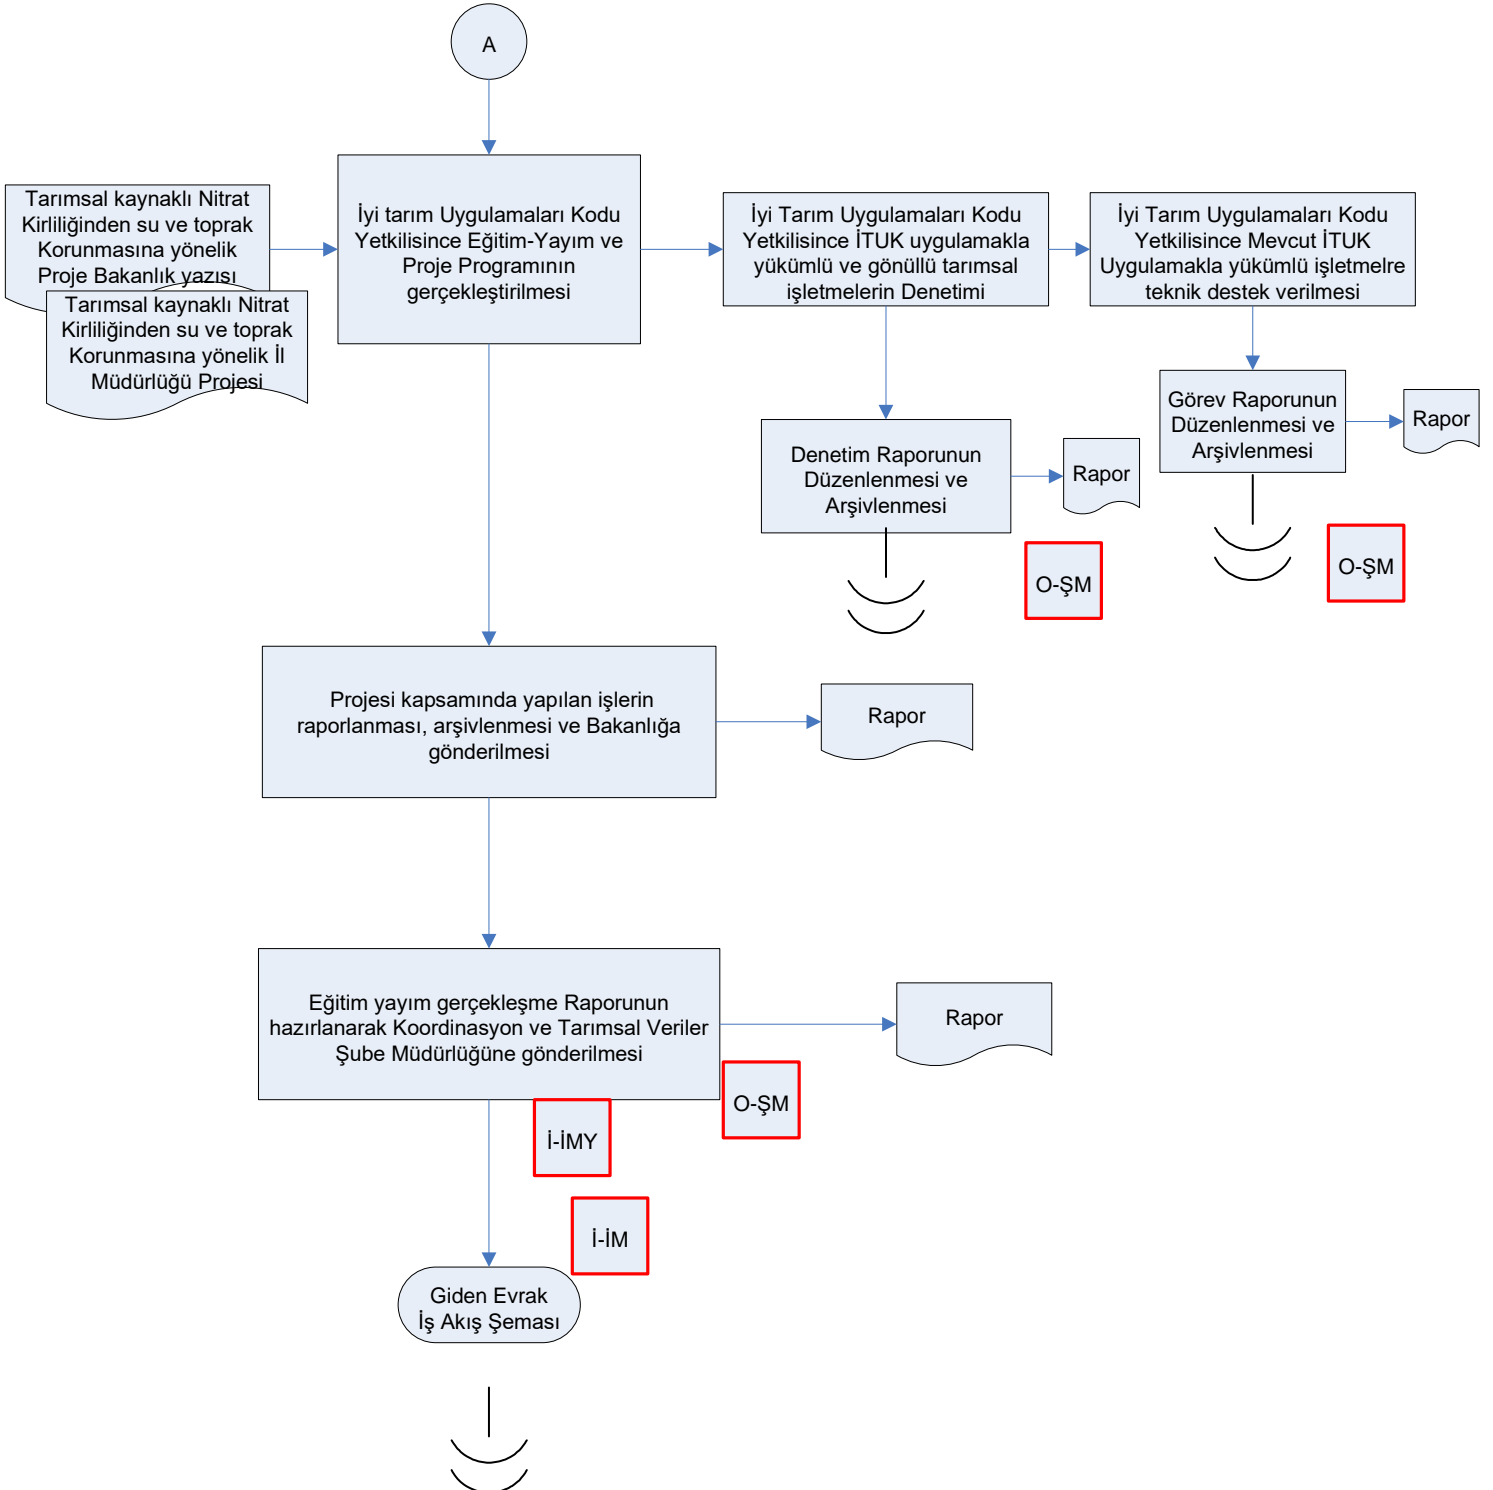 A
Tarımsal kaynaklı Nitrat
Kirliliğinden su ve toprak
Korunmasına yönelik
Proje Bakanlık yazısı
Tarımsal kaynaklı Nitrat
Kirliliğinden su ve toprak
Korunmasına yönelik İl
Müdürlüğü Projesi
İyi tarım Uygulamaları Kodu
Yetkilisince Eğitim-Yayım ve
Proje Programının
gerçekleştirilmesi
İyi Tarım Uygulamaları Kodu
Yetkilisince İTUK uygulamakla
yükümlü ve gönüllü tarımsal
işletmelerin Denetimi
İyi Tarım Uygulamaları Kodu
Yetkilisince Mevcut İTUK
Uygulamakla yükümlü işletmelre
teknik destek verilmesi
Denetim Raporunun
Düzenlenmesi ve
Arşivlenmesi
Rapor
O-ŞM
Görev Raporunun
Düzenlenmesi ve
Arşivlenmesi
Rapor
O-ŞM
Projesi kapsamında yapılan işlerin
raporlanması, arşivlenmesi ve Bakanlığa
gönderilmesi
Rapor
Eğitim yayım gerçekleşme Raporunun
hazırlanarak Koordinasyon ve Tarımsal Veriler
Şube Müdürlüğüne gönderilmesi
Rapor
O-ŞM
İ-İMY
İ-İM
Giden Evrak
İş Akış Şeması